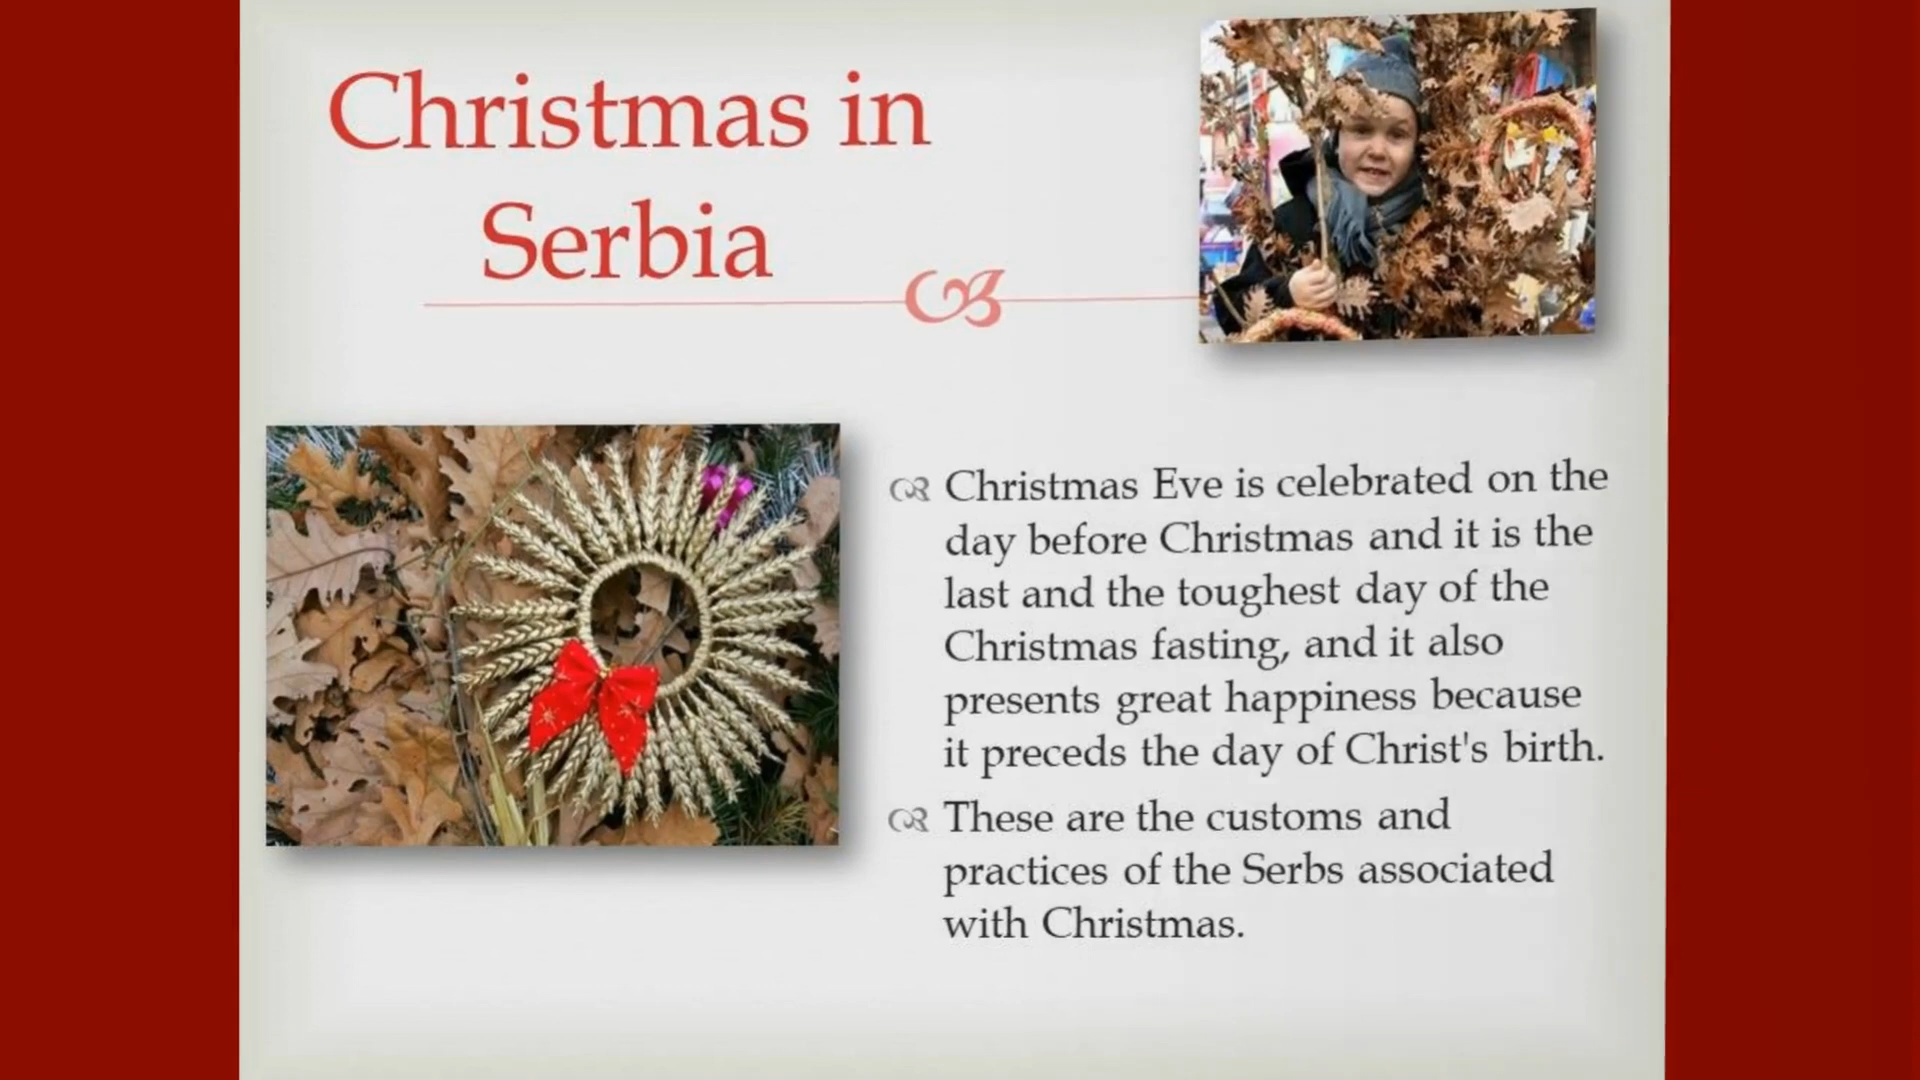 Christmas in
Serbia
Christmas Eve is celebrated on the
day before Christmas and it is the
last and the toughest day of the
Christmas fasting, and it also
presents great happiness because
it preceds the day of Christ's birth.
These are the customs and
practices of the Serbs associated
with Christmas.